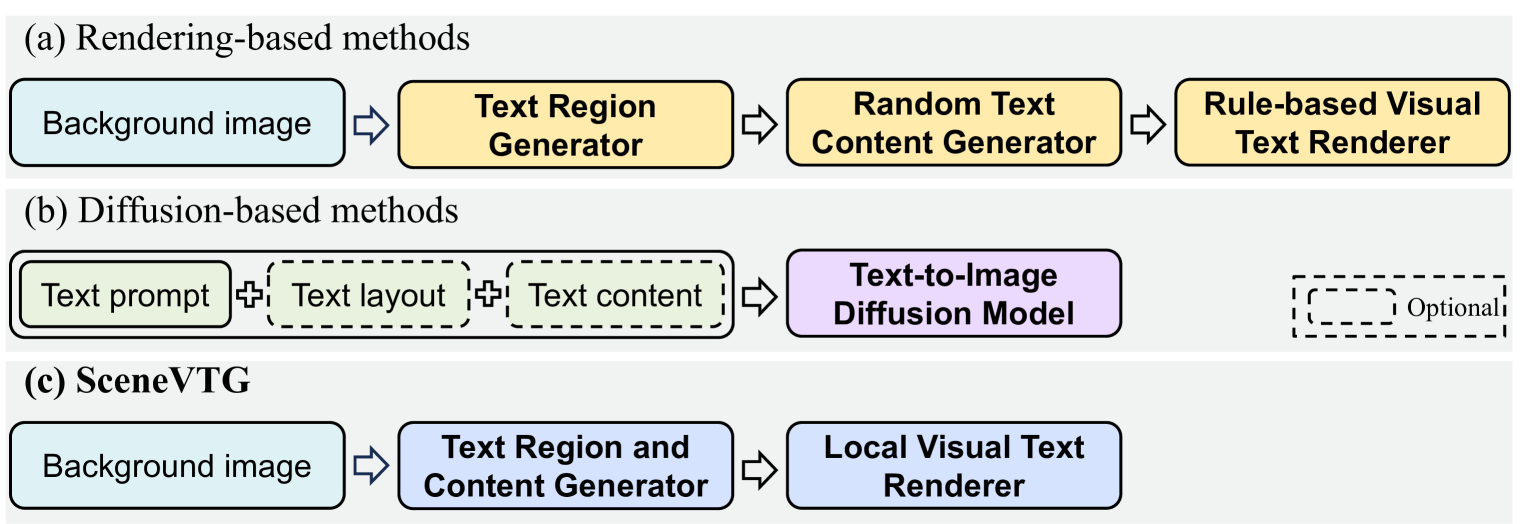 (a) Rendering-based methods
Background image
Text Region
Generator
Random Text
Content Generator
Rule-based Visual
Text Renderer
(b) Diffusion-based methods
Text prompt
Text layout
Text content
Text-to-Image
Diffusion Model
Optional
(c) SceneVTG
Background image
Text Region and
Content Generator
Local Visual Text
Renderer